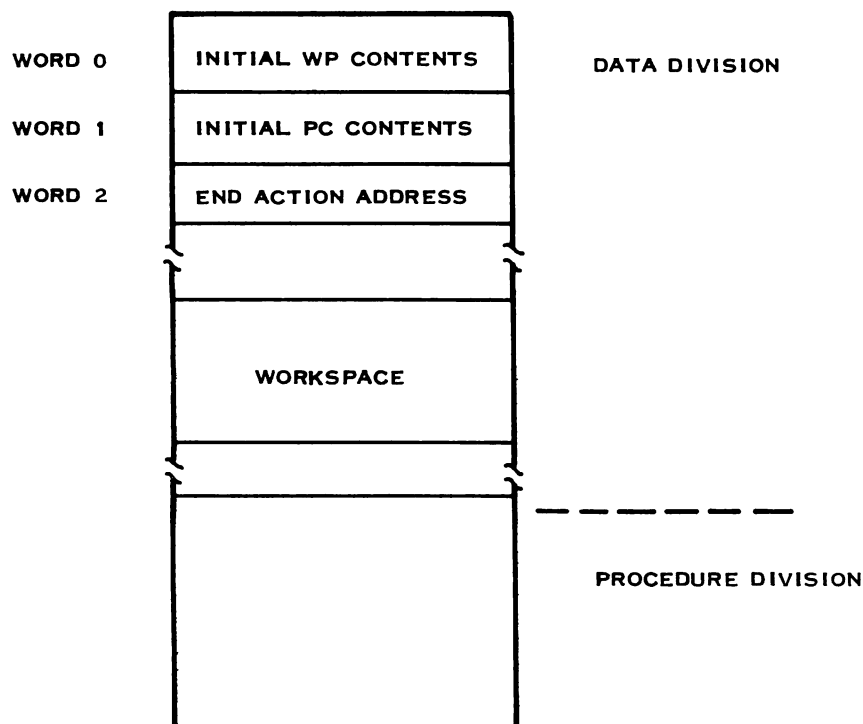 WORD 0
INITIAL WP CONTENTS
DATA DIVISION
WORD 1
INITIAL PC CONTENTS
WORD 2
END ACTION ADDRESS
WORKSPACE
PROCEDURE DIVISION